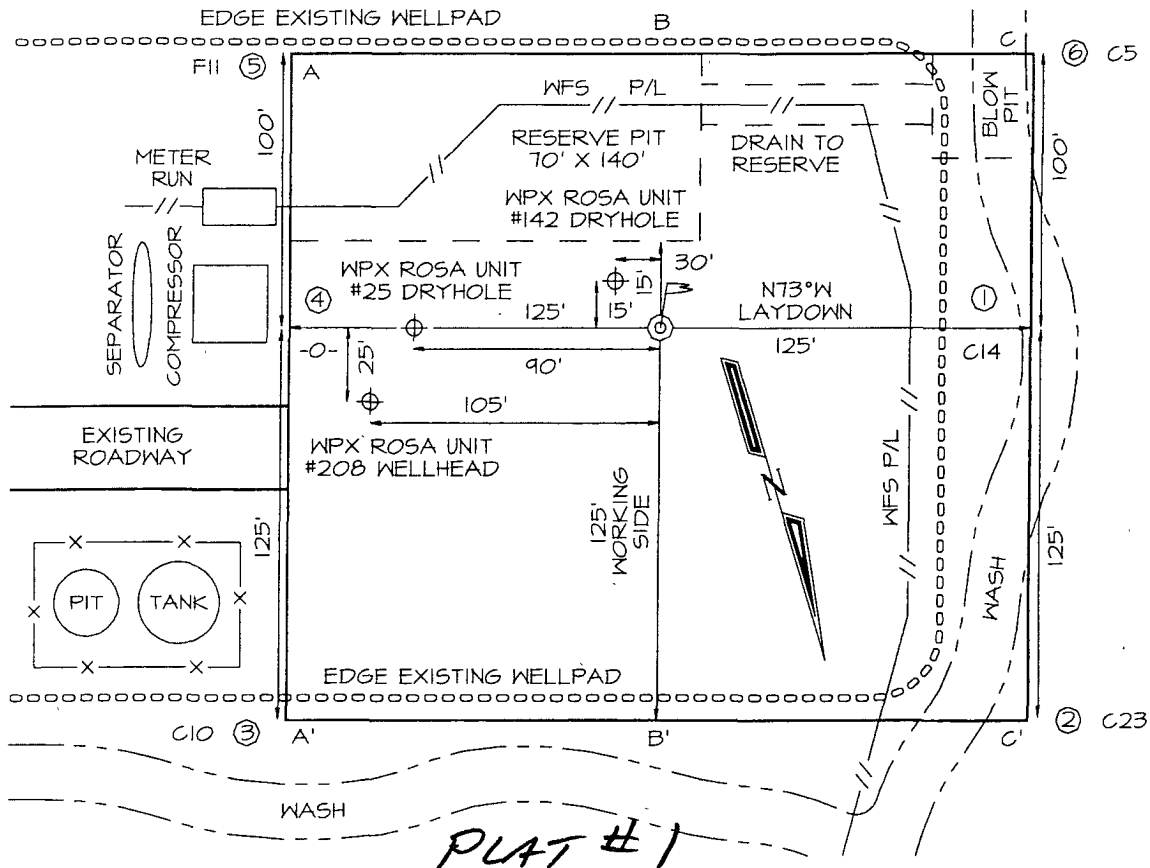 EDGE EXISTING WELLPAD
B
C
F11 ⑤
A
⑥ C5
WFS P/L
BLOW PIT
100'
RESERVE PIT
70' X 140'
DRAIN TO
RESERVE
100'
METER
RUN
WPX ROSA UNIT
#142 DRYHOLE
SEPARATOR
COMPRESSOR
WPX ROSA UNIT
#25 DRYHOLE
15'
30'
④
125'
15'
N73°W
LAYDOWN
①
-0-
25'
90'
125'
C14
105'
EXISTING
ROADWAY
WPX ROSA UNIT
#208 WELLHEAD
N
WFS P/L
125'
125'
WORKING
SIDE
125'
PIT
TANK
WASH
EDGE EXISTING WELLPAD
C10 ③
A'
B'
C'
② C23
WASH
PLAT #1